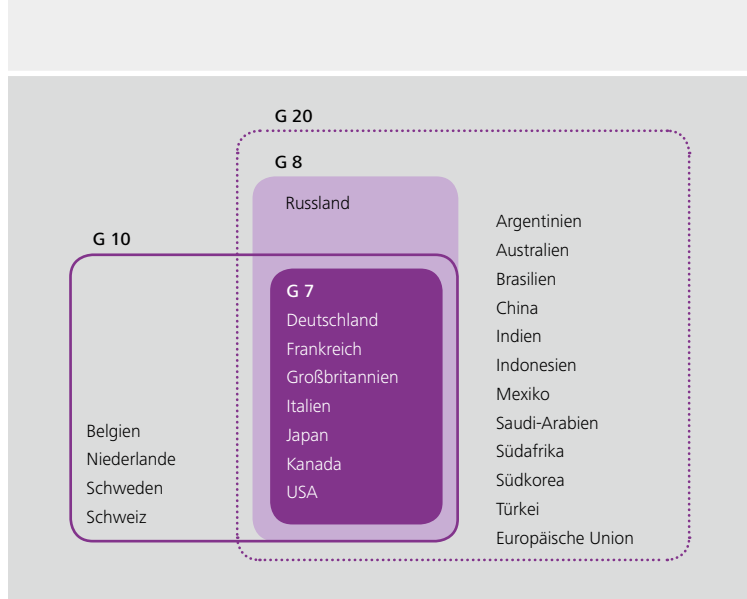 G 20
G 8
Russland
G 10
G 7
Deutschland
Frankreich
Großbritannien
Italien
Japan
Kanada
USA
Belgien
Niederlande
Schweden
Schweiz
Argentinien
Australien
Brasilien
China
Indien
Indonesien
Mexiko
Saudi-Arabien
Südafrika
Südkorea
Türkei
Europäische Union